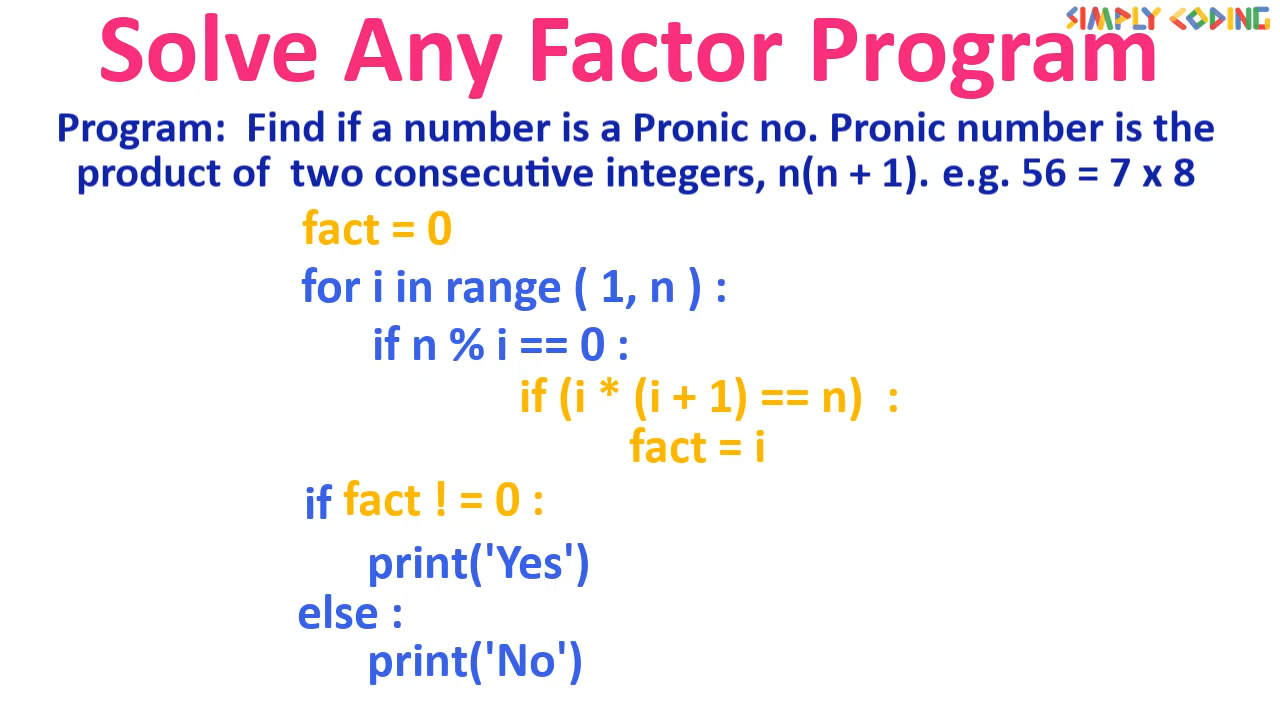 SIMPLY CODING
Solve Any Factor Program
Program:  Find if a number is a Pronic no. Pronic number is the
product of  two consecutive integers, n(n + 1). e.g. 56 = 7 x 8
fact = 0
for i in range ( 1, n ) :
if n % i == 0 :
if (i * (i + 1) == n)  :
fact = i
if fact ! = 0 :
print('Yes')
else :
print('No')